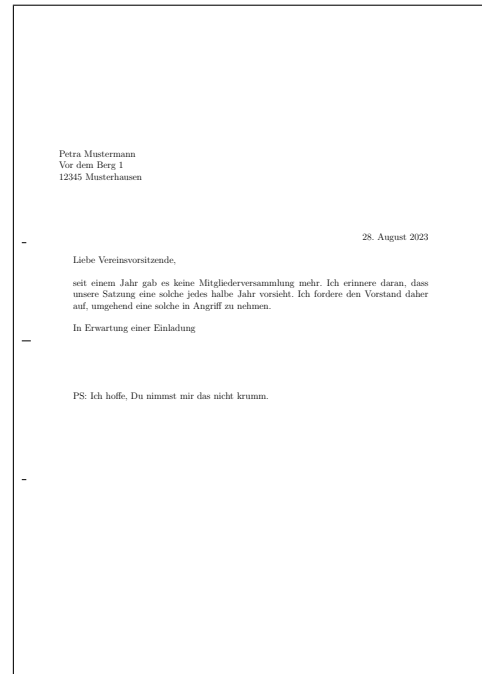 Petra Mustermann
Vor dem Berg 1
12345 Musterhausen
28. August 2023
Liebe Vereinsvorsitzende,
seit einem Jahr gab es keine Mitgliederversammlung mehr. Ich erinnere daran, dass
unsere Satzung eine solche jedes halbe Jahr vorsieht. Ich fordere den Vorstand daher
auf, umgehend eine solche in Angriff zu nehmen.
In Erwartung einer Einladung
PS: Ich hoffe, Du nimmst mir das nicht krumm.